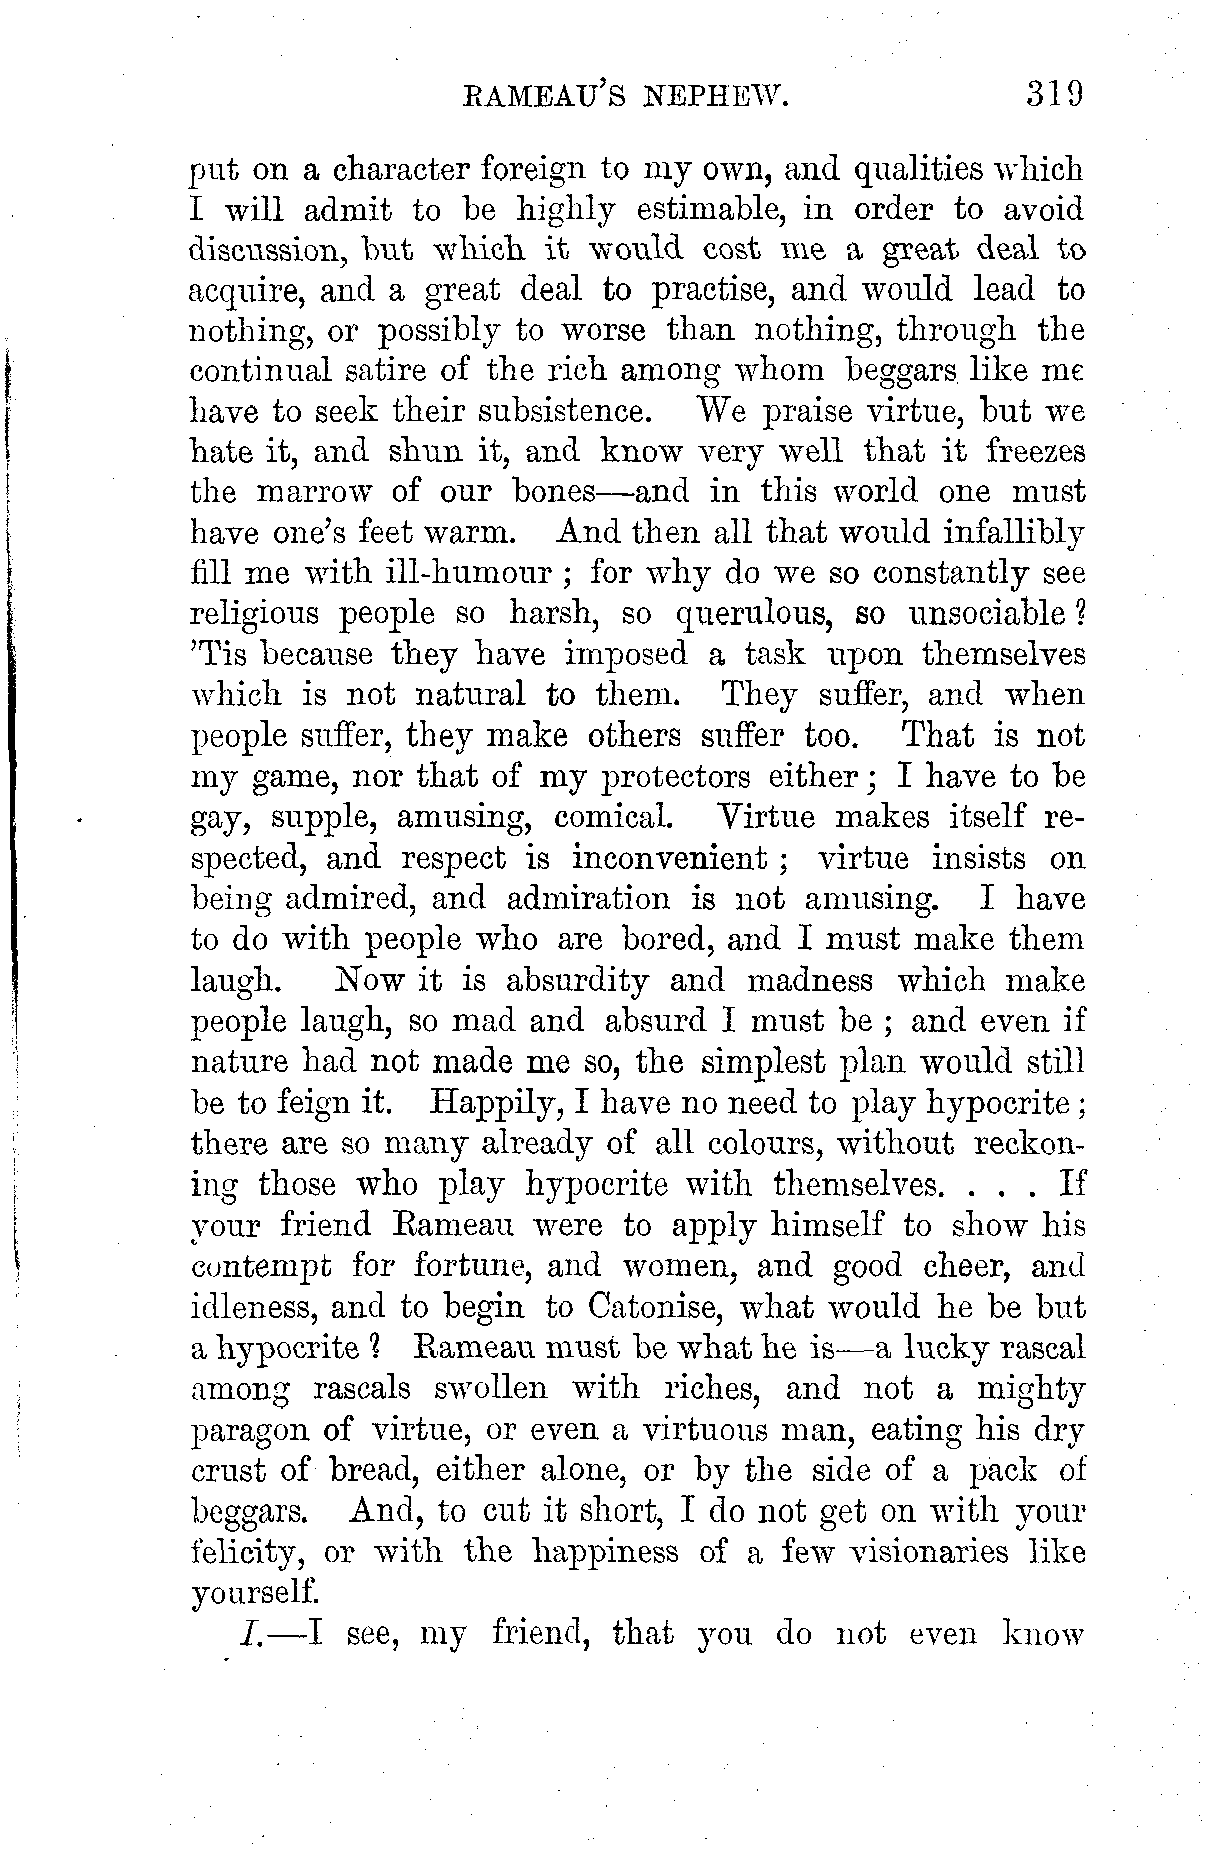 RAMEAU'S NEPHEW. 319
put on a character foreign to my own, and qualities which
I will admit to be highly estimable, in order to avoid
discussion, but which it would cost me a great deal to
acquire, and a great deal to practise, and would lead to
nothing, or possibly to worse than nothing, through the
continual satire of the rich among whom beggars like me
have to seek their subsistence. We praise virtue, but we
hate it, and shun it, and know very well that it freezes
the marrow of our bones—and in this world one must
have one's feet warm. And then all that would infallibly
fill me with ill-humour ; for why do we so constantly see
religious people so harsh, so querulous, so unsociable ?
'Tis because they have imposed a task upon themselves
which is not natural to them. They suffer, and when
people suffer, they make others suffer too. That is not
my game, nor that of my protectors either ; I have to be
gay, supple, amusing, comical. Virtue makes itself re-
spected, and respect is inconvenient ; virtue insists on
being admired, and admiration is not amusing. I have
to do with people who are bored, and I must make them
laugh. Now it is absurdity and madness which make
people laugh, so mad and absurd I must be ; and even if
nature had not made me so, the simplest plan would still
be to feign it. Happily, I have no need to play hypocrite ;
there are so many already of all colours, without reckon-
ing those who play hypocrite with themselves. . . . If
your friend Rameau were to apply himself to show his
contempt for fortune, and women, and good cheer, and
idleness, and to begin to Catonise, what would he be but
a hypocrite ? Rameau must be what he is—a lucky rascal
among rascals swollen with riches, and not a mighty
paragon of virtue, or even a virtuous man, eating his dry
crust of bread, either alone, or by the side of a pack of
beggars. And, to cut it short, I do not get on with your
felicity, or with the happiness of a few visionaries like
yourself.
I.—I see, my friend, that you do not even know